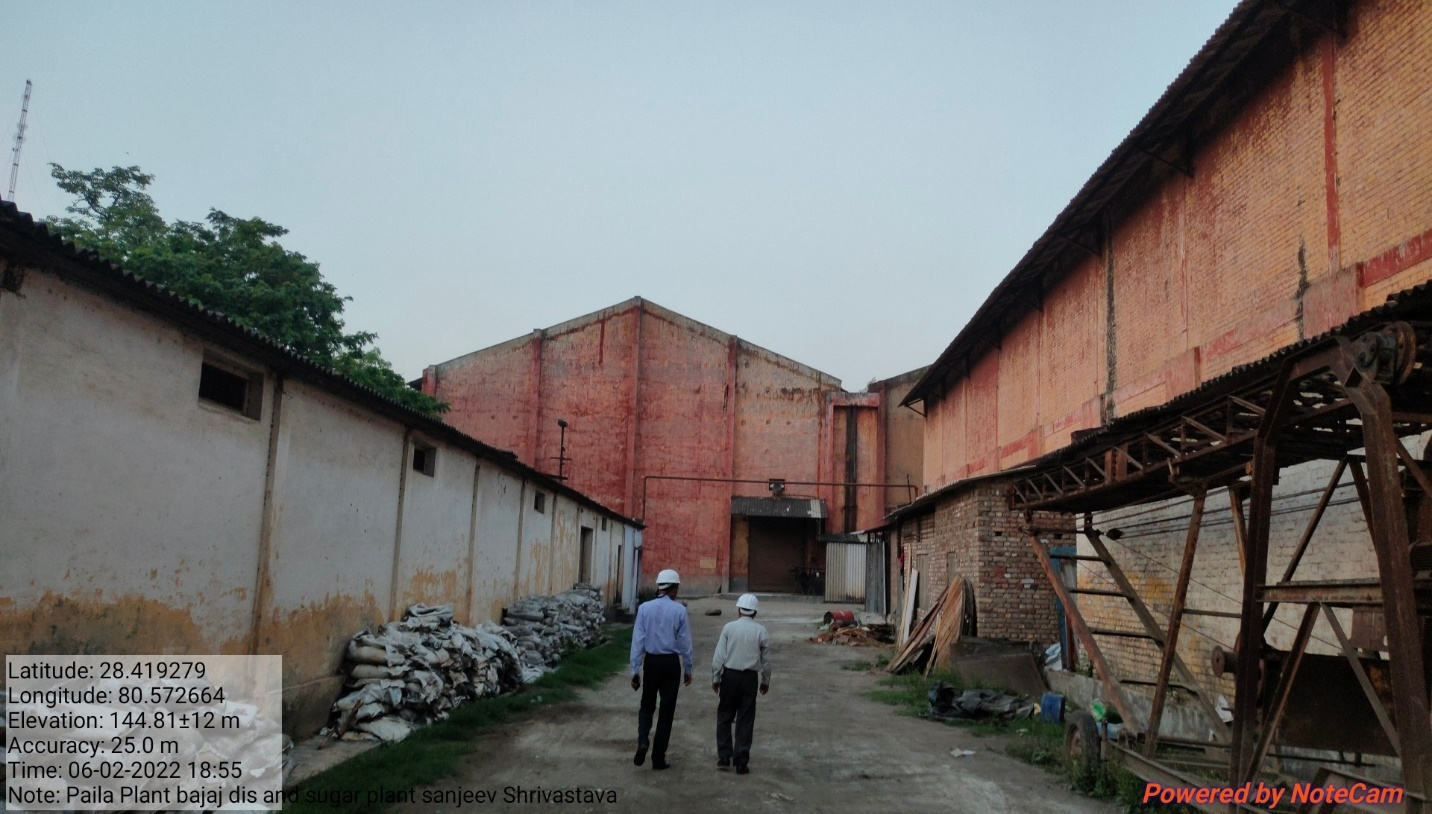 Latitude: 28.419279
Longitude: 80.572664
Elevation: 144.81±12 m
Accuracy: 25.0 m
Time: 06-02-2022 18:55
Note: Paila Plant bajaj dis and sugar plant sanjeev Shrivastava
Powered by NoteCam